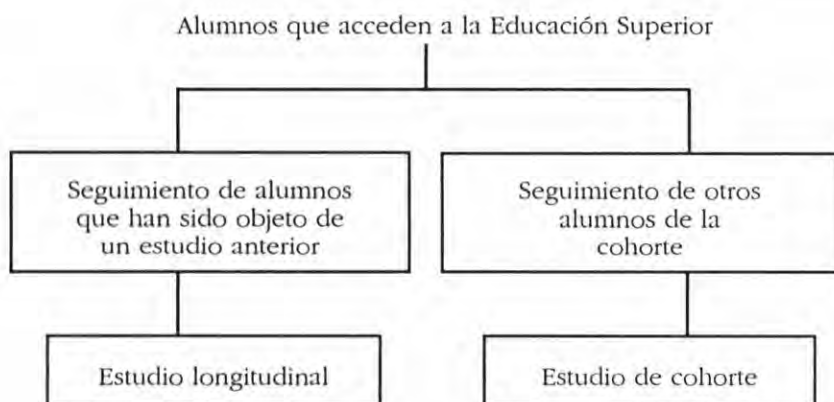 Alumnos que acceden a la Educación Superior
Seguimiento de alumnos
que han sido objeto de
un estudio anterior
Seguimiento de otros
alumnos de la
cohorte
Estudio longitudinal
Estudio de cohorte